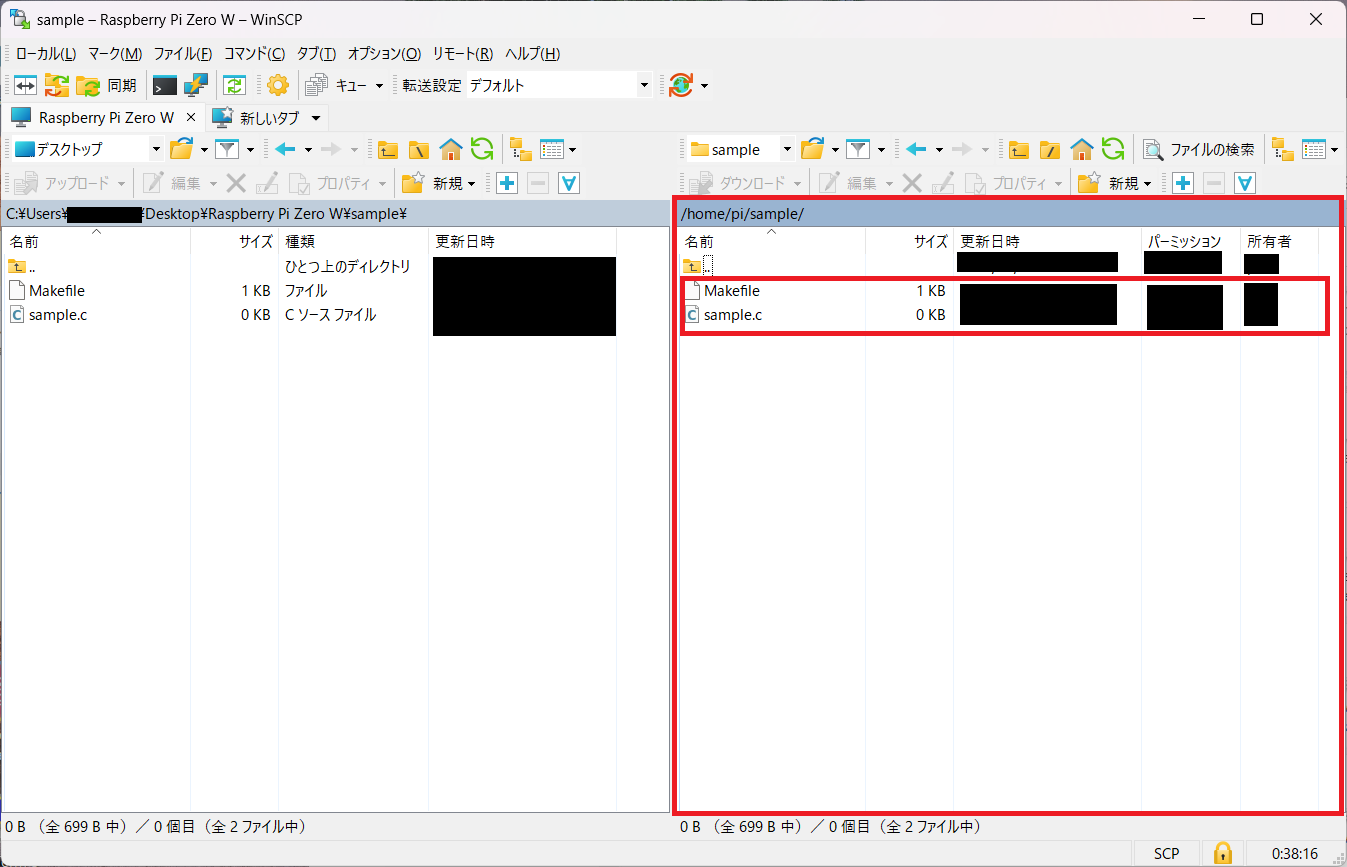 sample – Raspberry Pi Zero W – WinSCP
ローカル(L) マーク(M) ファイル(F) コマンド(C) タブ(T) オプション(O) リモート(R) ヘルプ(H)
同期 キュー 転送設定 デフォルト
Raspberry Pi Zero W 新しいタブ
デスクトップ
アップロード 編集 プロパティ 新規
C:¥Users¥ ¥Desktop¥Raspberry Pi Zero W¥sample¥
名前 サイズ 種類 更新日時
.. ひとつ上のディレクトリ
Makefile 1 KB ファイル
sample.c 0 KB C ソース ファイル
0 B （全 699 B 中）／ 0 個目（全 2 ファイル中）
sample ファイルの検索
ダウンロード 編集 プロパティ 新規
/home/pi/sample/
名前 サイズ 更新日時 パーミッション 所有者
..
Makefile 1 KB
sample.c 0 KB
0 B （全 699 B 中）／ 0 個目（全 2 ファイル中）
SCP 0:38:16